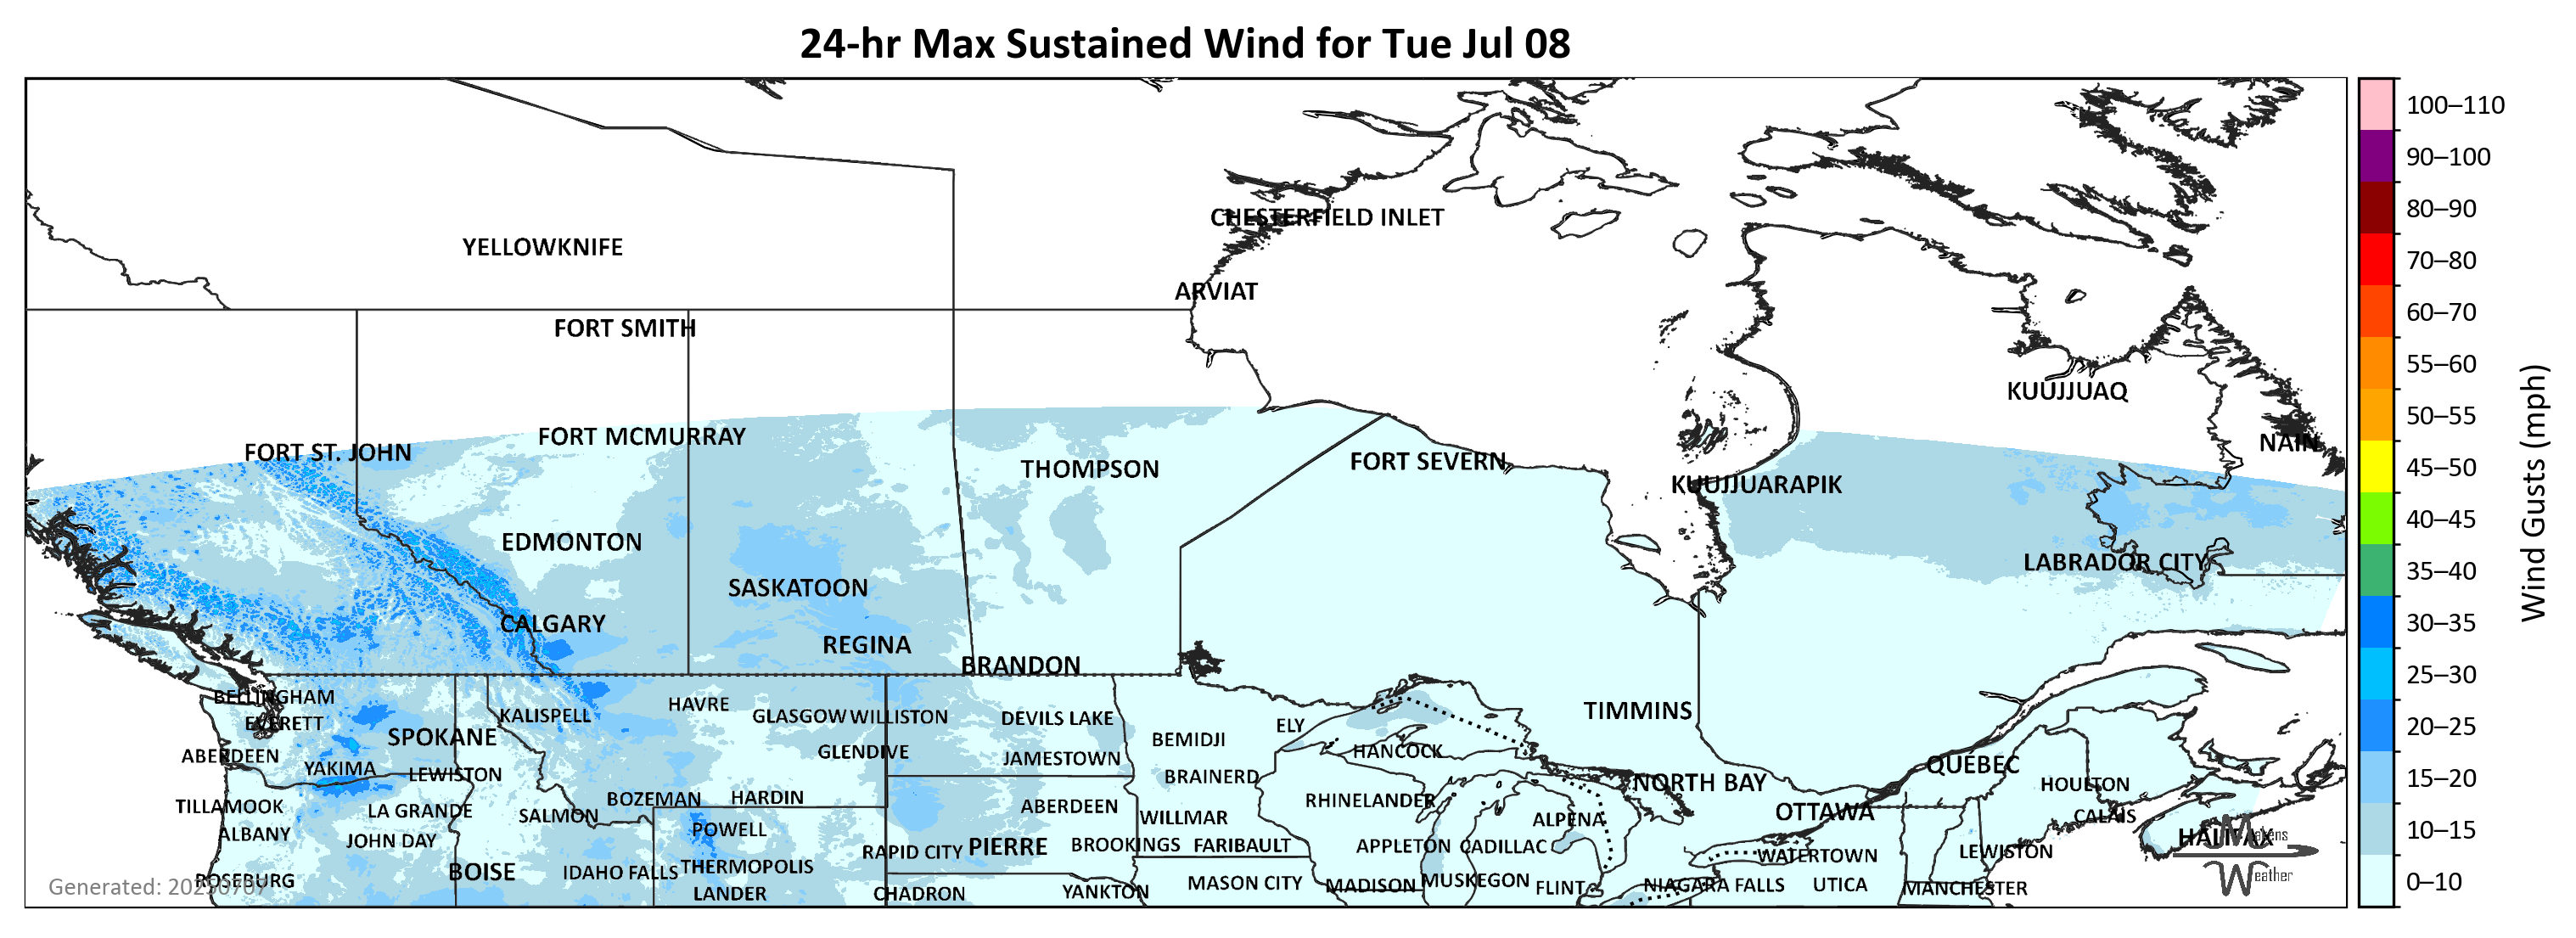 24-hr Max Sustained Wind for Tue Jul 08
100–110
90–100
80–90
70–80
60–70
55–60
50–55
45–50
40–45
35–40
30–35
25–30
20–25
15–20
10–15
0–10
Wind Gusts (mph)
CHESTERFIELD INLET
YELLOWKNIFE
ARVIAT
FORT SMITH
KUUJJUAQ
FORT MCMURRAY
NAIN
FORT ST. JOHN
FORT SEVERN
THOMPSON
KUUJJUARAPIK
EDMONTON
LABRADOR CITY
SASKATOON
CALGARY
REGINA
BRANDON
BELLINGHAM
HAVRE
TIMMINS
KALISPELL
GLASGOW
WILLISTON
DEVILS LAKE
EVERETT
ELY
SPOKANE
BEMIDJI
GLENDIVE
HANCOCK
ABERDEEN
JAMESTOWN
QUÉBEC
YAKIMA
LEWISTON
BRAINERD
NORTH BAY
HOULTON
BOZEMAN
HARDIN
RHINELANDER
TILLAMOOK
LA GRANDE
ABERDEEN
OTTAWA
SALMON
WILLMAR
ALPENA
CALAIS
POWELL
ALBANY
HALIFAX
JOHN DAY
BROOKINGS
FARIBAULT
APPLETON
CADILLAC
PIERRE
RAPID CITY
LEWISTON
WATERTOWN
THERMOPOLIS
IDAHO FALLS
BOISE
ROSEBURG
MUSKEGON
MASON CITY
MADISON
NIAGARA FALLS
UTICA
FLINT
MANCHESTER
LANDER
CHADRON
YANKTON
Generated: 20250707
Makens
Weather